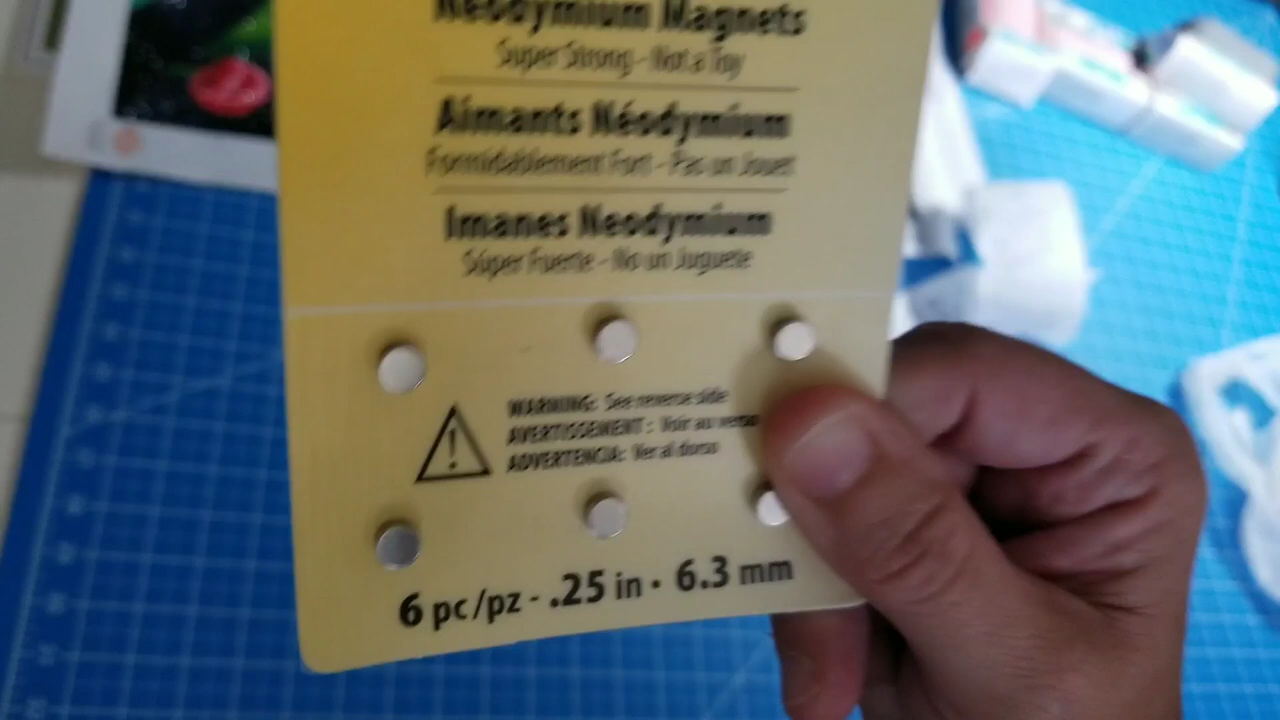 Neodymium Magnets
Super Strong - Not a Toy
Aimants Néodymium
Formidablement Fort - Pas un Jouet
Imanes Neodymium
Súper Fuerte - No un Juguete
WARNING: See reverse side
AVERTISSEMENT : Voir au verso
ADVERTENCIA: Ver al dorso
6 pc/pz - .25 in · 6.3 mm